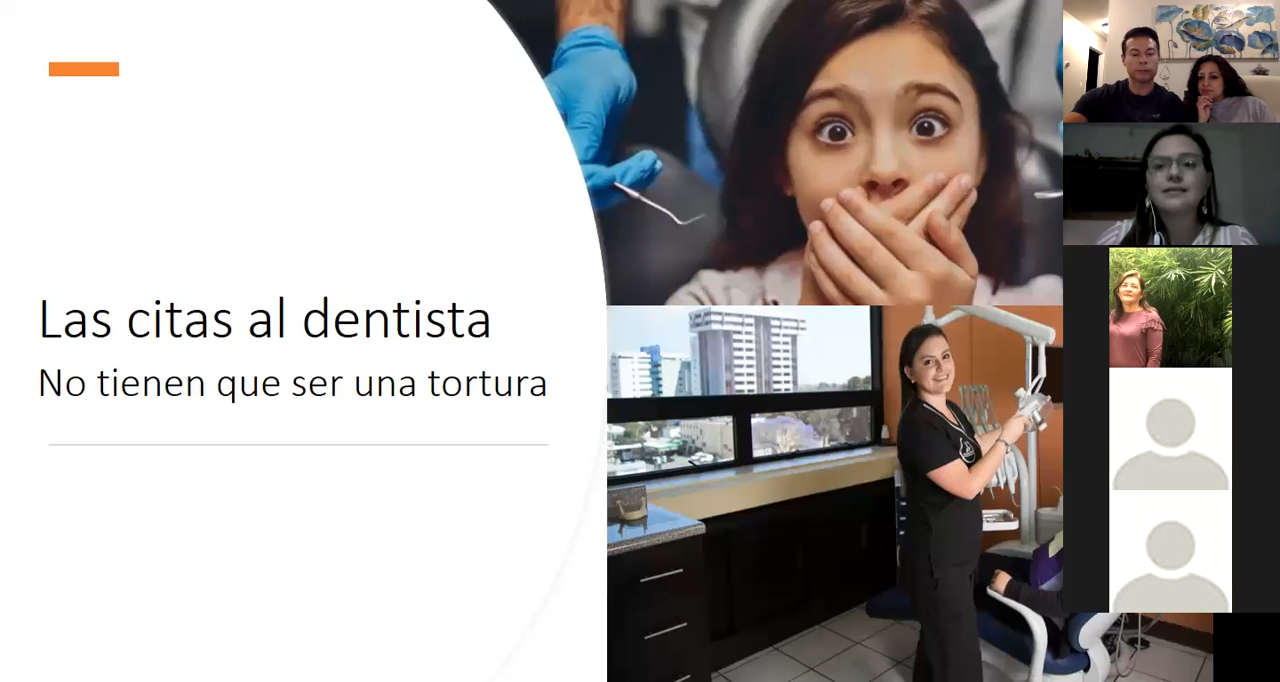 Las citas al dentista
No tienen que ser una tortura